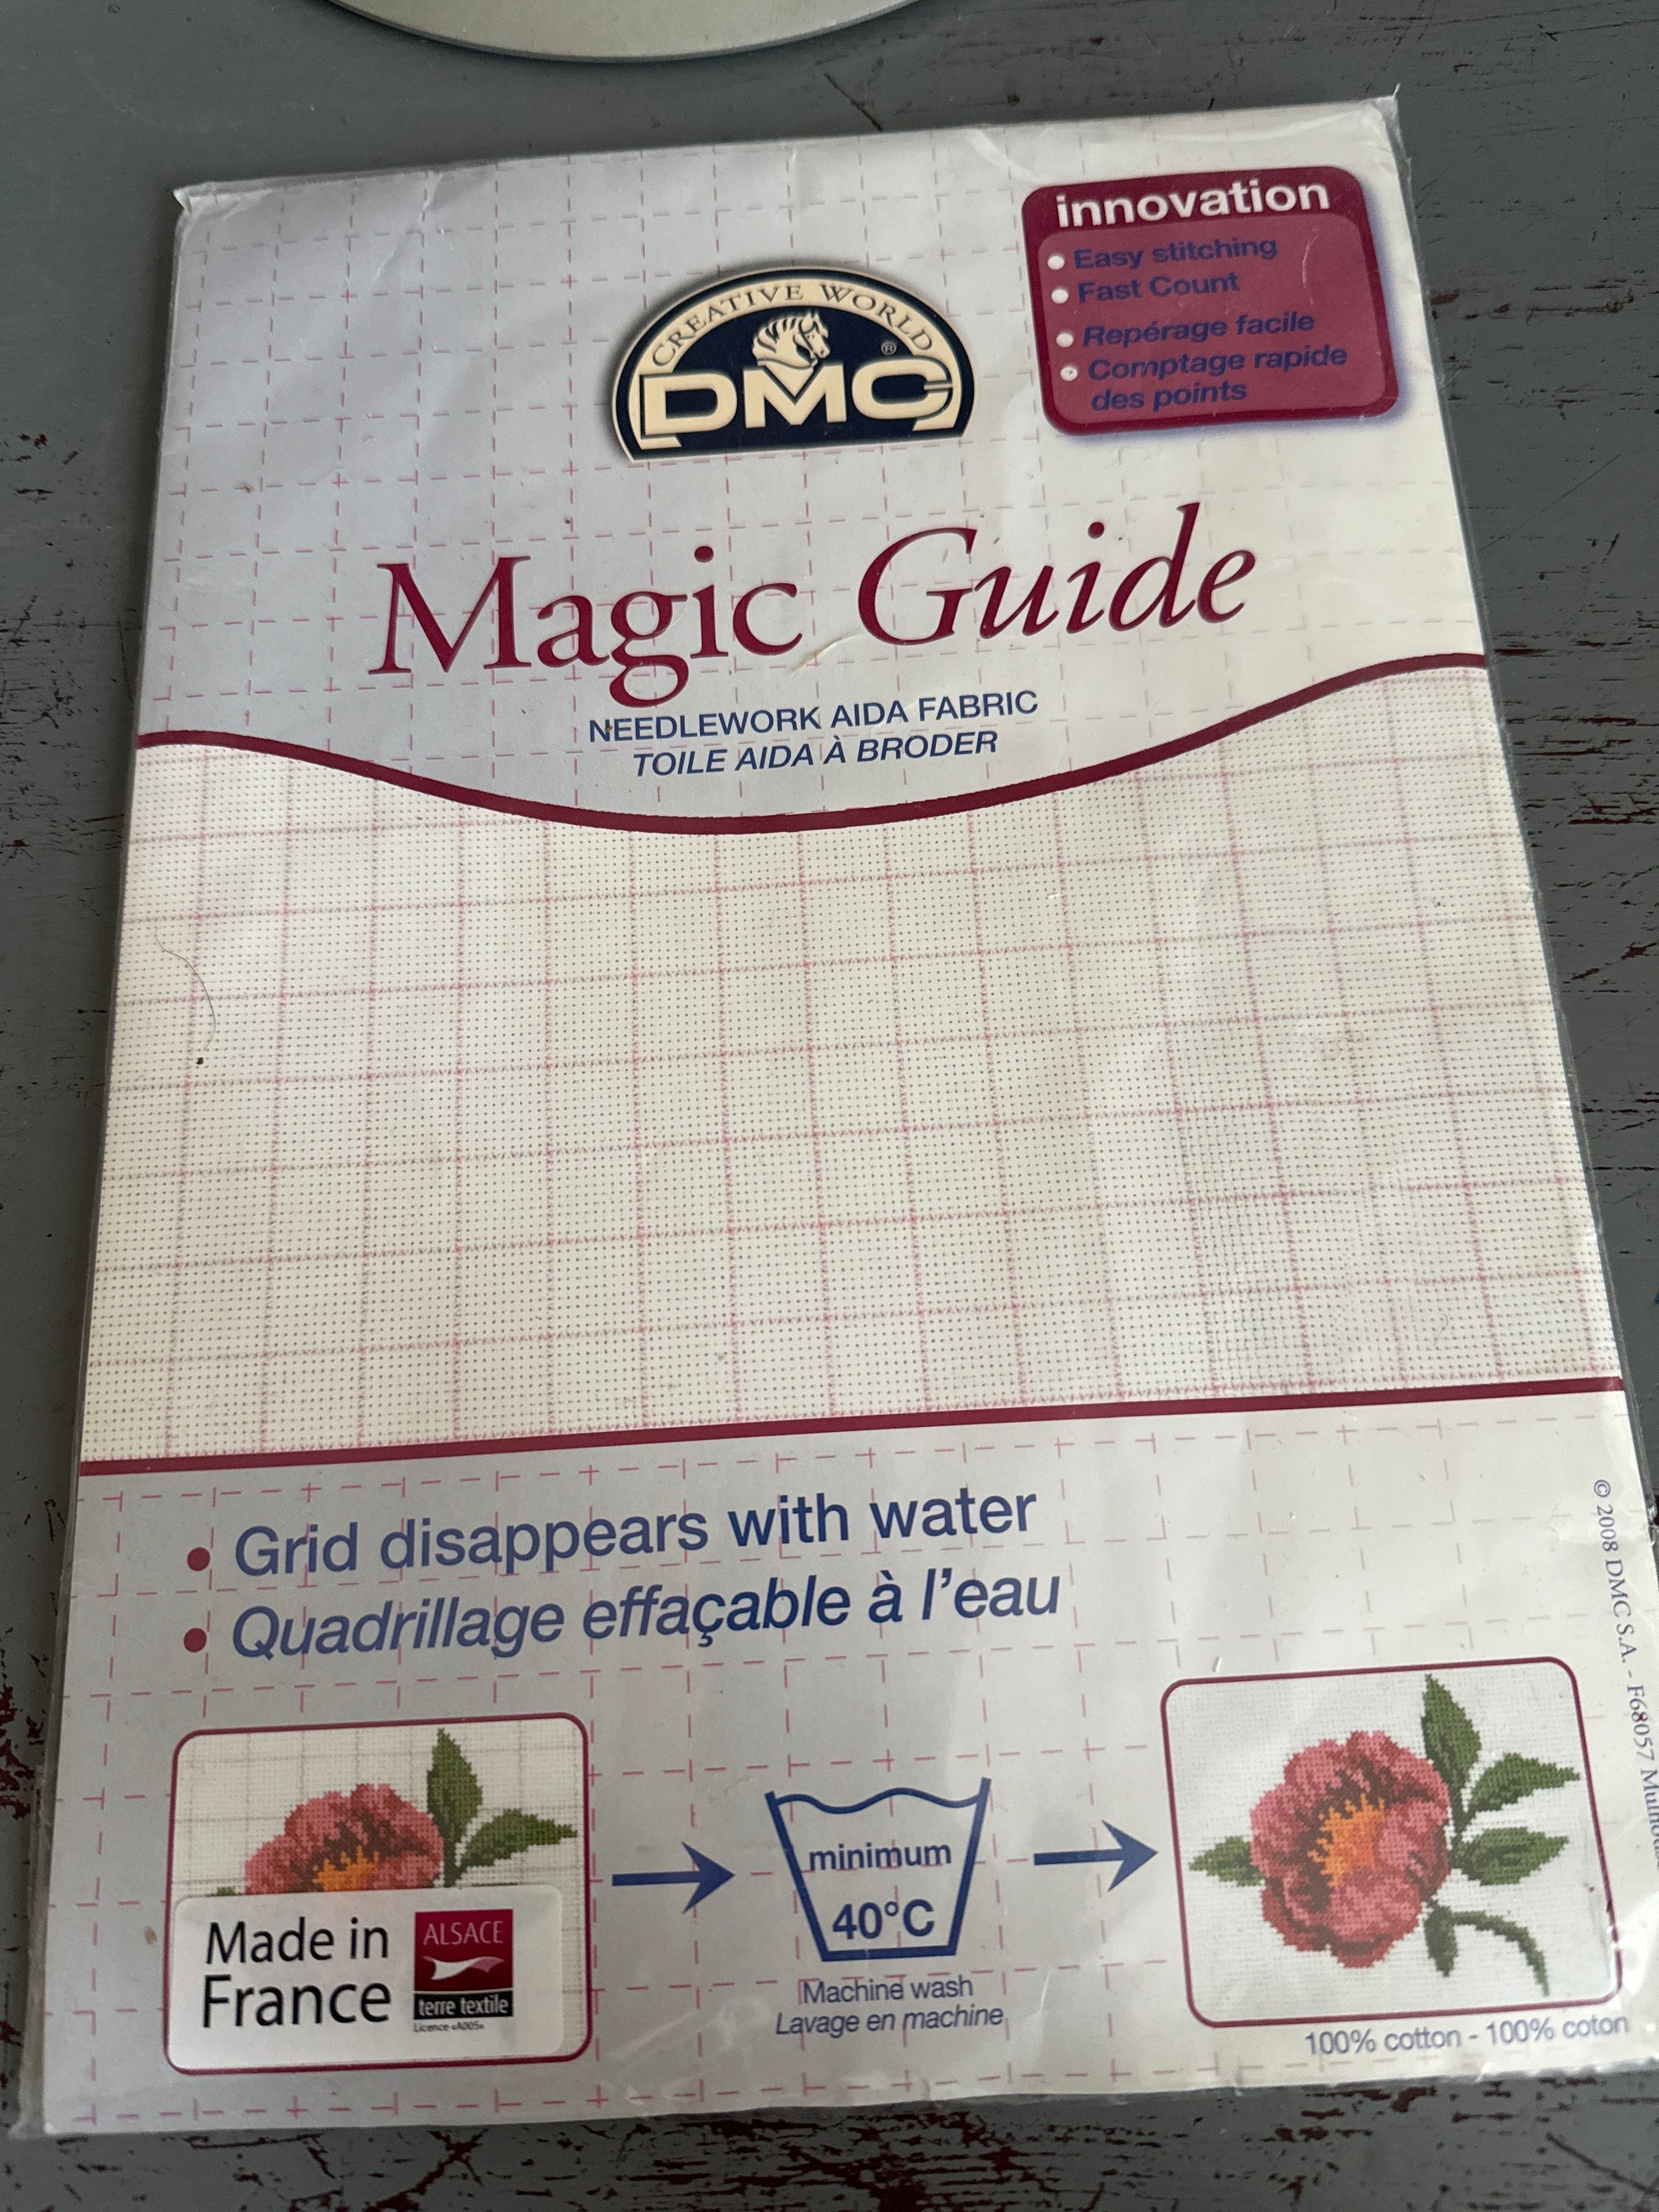 innovation
Easy stitching
Fast Count
Repérage facile
Comptage rapide
des points
CREATIVE WORLD
®
DMC
Magic Guide
NEEDLEWORK AIDA FABRIC
TOILE AIDA À BRODER
• Grid disappears with water
• Quadrillage effaçable à l'eau
© 2008 DMC S.A. - F68057
minimum
40°C
Machine wash
Lavage en machine
Made in
France
ALSACE
terre textile
Licence «A005»
100% cotton - 100% coton